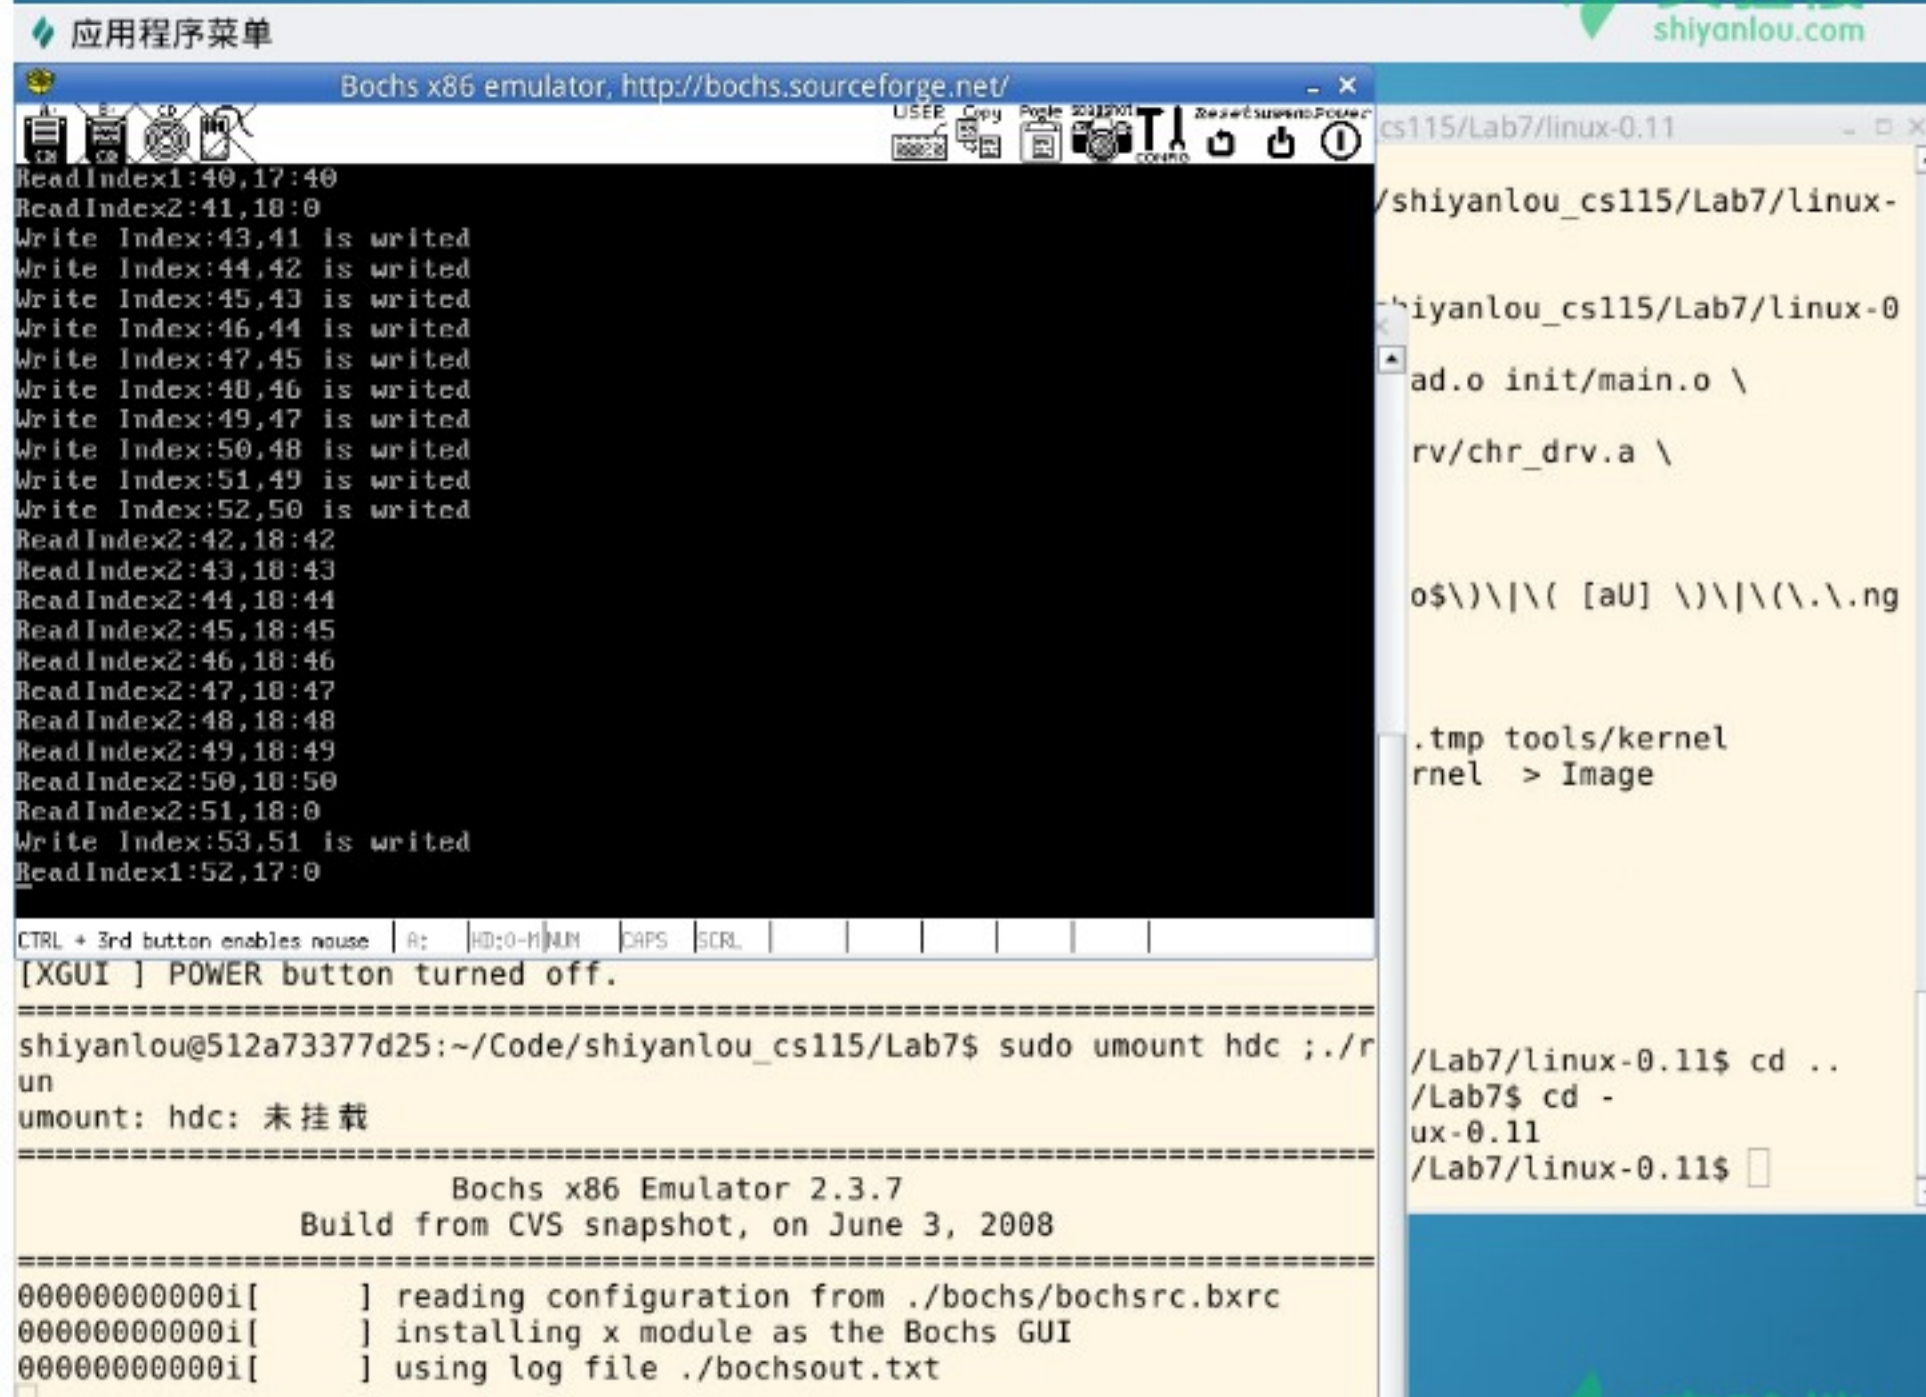 应用程序菜单
shiyanlou.com
Bochs x86 emulator, http://bochs.sourceforge.net/
A: B: CD
USER Copy Paste snapshot Reset suspend Power
CONFIG
ReadIndex1:40,17:40
ReadIndex2:41,18:0
Write Index:43,41 is writed
Write Index:44,42 is writed
Write Index:45,43 is writed
Write Index:46,44 is writed
Write Index:47,45 is writed
Write Index:48,46 is writed
Write Index:49,47 is writed
Write Index:50,48 is writed
Write Index:51,49 is writed
Write Index:52,50 is writed
ReadIndex2:42,18:42
ReadIndex2:43,18:43
ReadIndex2:44,18:44
ReadIndex2:45,18:45
ReadIndex2:46,18:46
ReadIndex2:47,18:47
ReadIndex2:48,18:48
ReadIndex2:49,18:49
ReadIndex2:50,18:50
ReadIndex2:51,18:0
Write Index:53,51 is writed
ReadIndex1:52,17:0
CTRL + 3rd button enables mouse A: HD:0-M NUM CAPS SCRL
[XGUI ] POWER button turned off.
========================================================================
shiyanlou@512a73377d25:~/Code/shiyanlou_cs115/Lab7$ sudo umount hdc ;./r
un
umount: hdc: 未挂载
========================================================================
Bochs x86 Emulator 2.3.7
Build from CVS snapshot, on June 3, 2008
========================================================================
00000000000i[     ] reading configuration from ./bochs/bochsrc.bxrc
00000000000i[     ] installing x module as the Bochs GUI
00000000000i[     ] using log file ./bochsout.txt
cs115/Lab7/linux-0.11
/shiyanlou_cs115/Lab7/linux-
hiyanlou_cs115/Lab7/linux-0
ad.o init/main.o \
rv/chr_drv.a \
o$\)\|\( [aU] \)\|\(\.\.ng
.tmp tools/kernel
rnel  > Image
/Lab7/linux-0.11$ cd ..
/Lab7$ cd -
ux-0.11
/Lab7/linux-0.11$